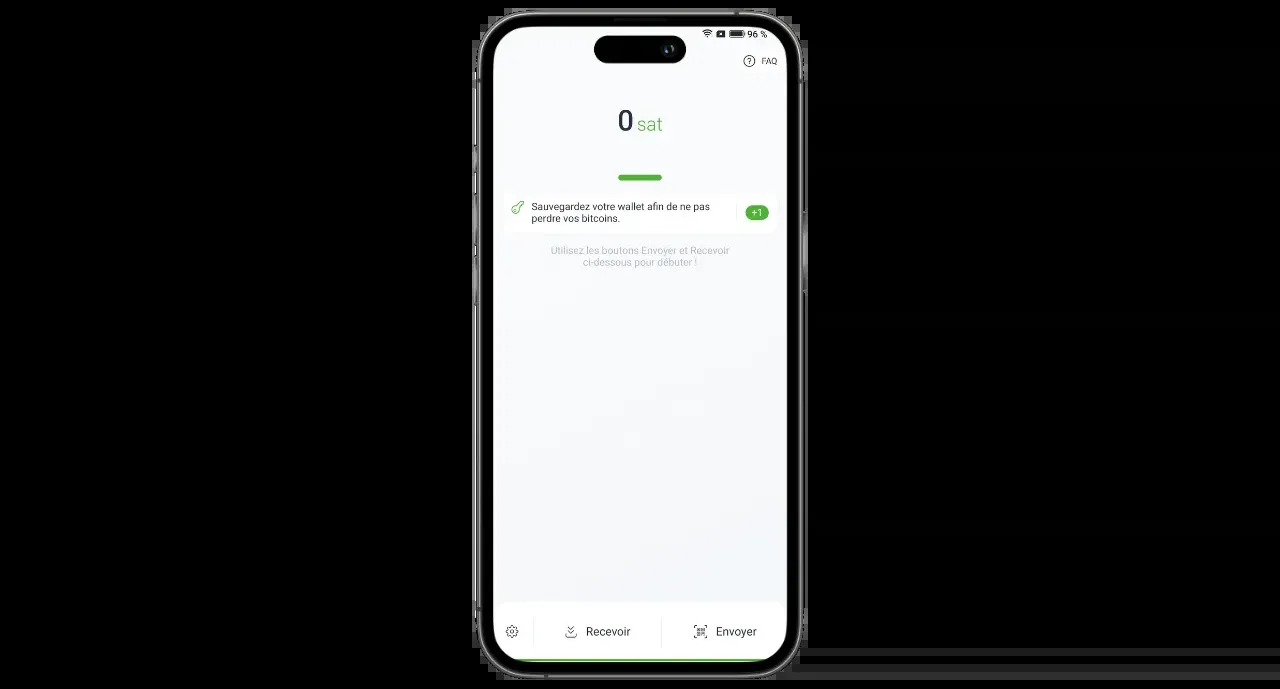 96 %
FAQ
0 sat
Sauvegardez votre wallet afin de ne pas
perdre vos bitcoins.
+1
Utilisez les boutons Envoyer et Recevoir
ci-dessous pour débuter !
Recevoir
Envoyer